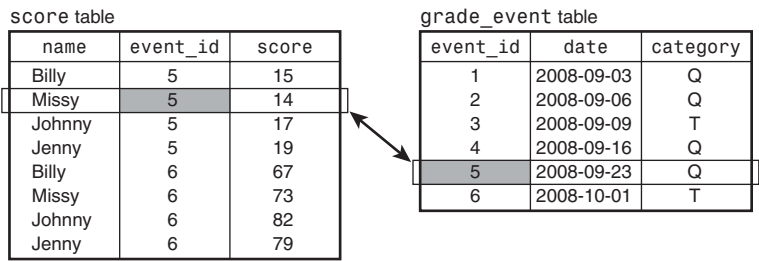 score table
name event_id score
Billy 5 15
Missy 5 14
Johnny 5 17
Jenny 5 19
Billy 6 67
Missy 6 73
Johnny 6 82
Jenny 6 79
grade_event table
event_id date category
1 2008-09-03 Q
2 2008-09-06 Q
3 2008-09-09 T
4 2008-09-16 Q
5 2008-09-23 Q
6 2008-10-01 T